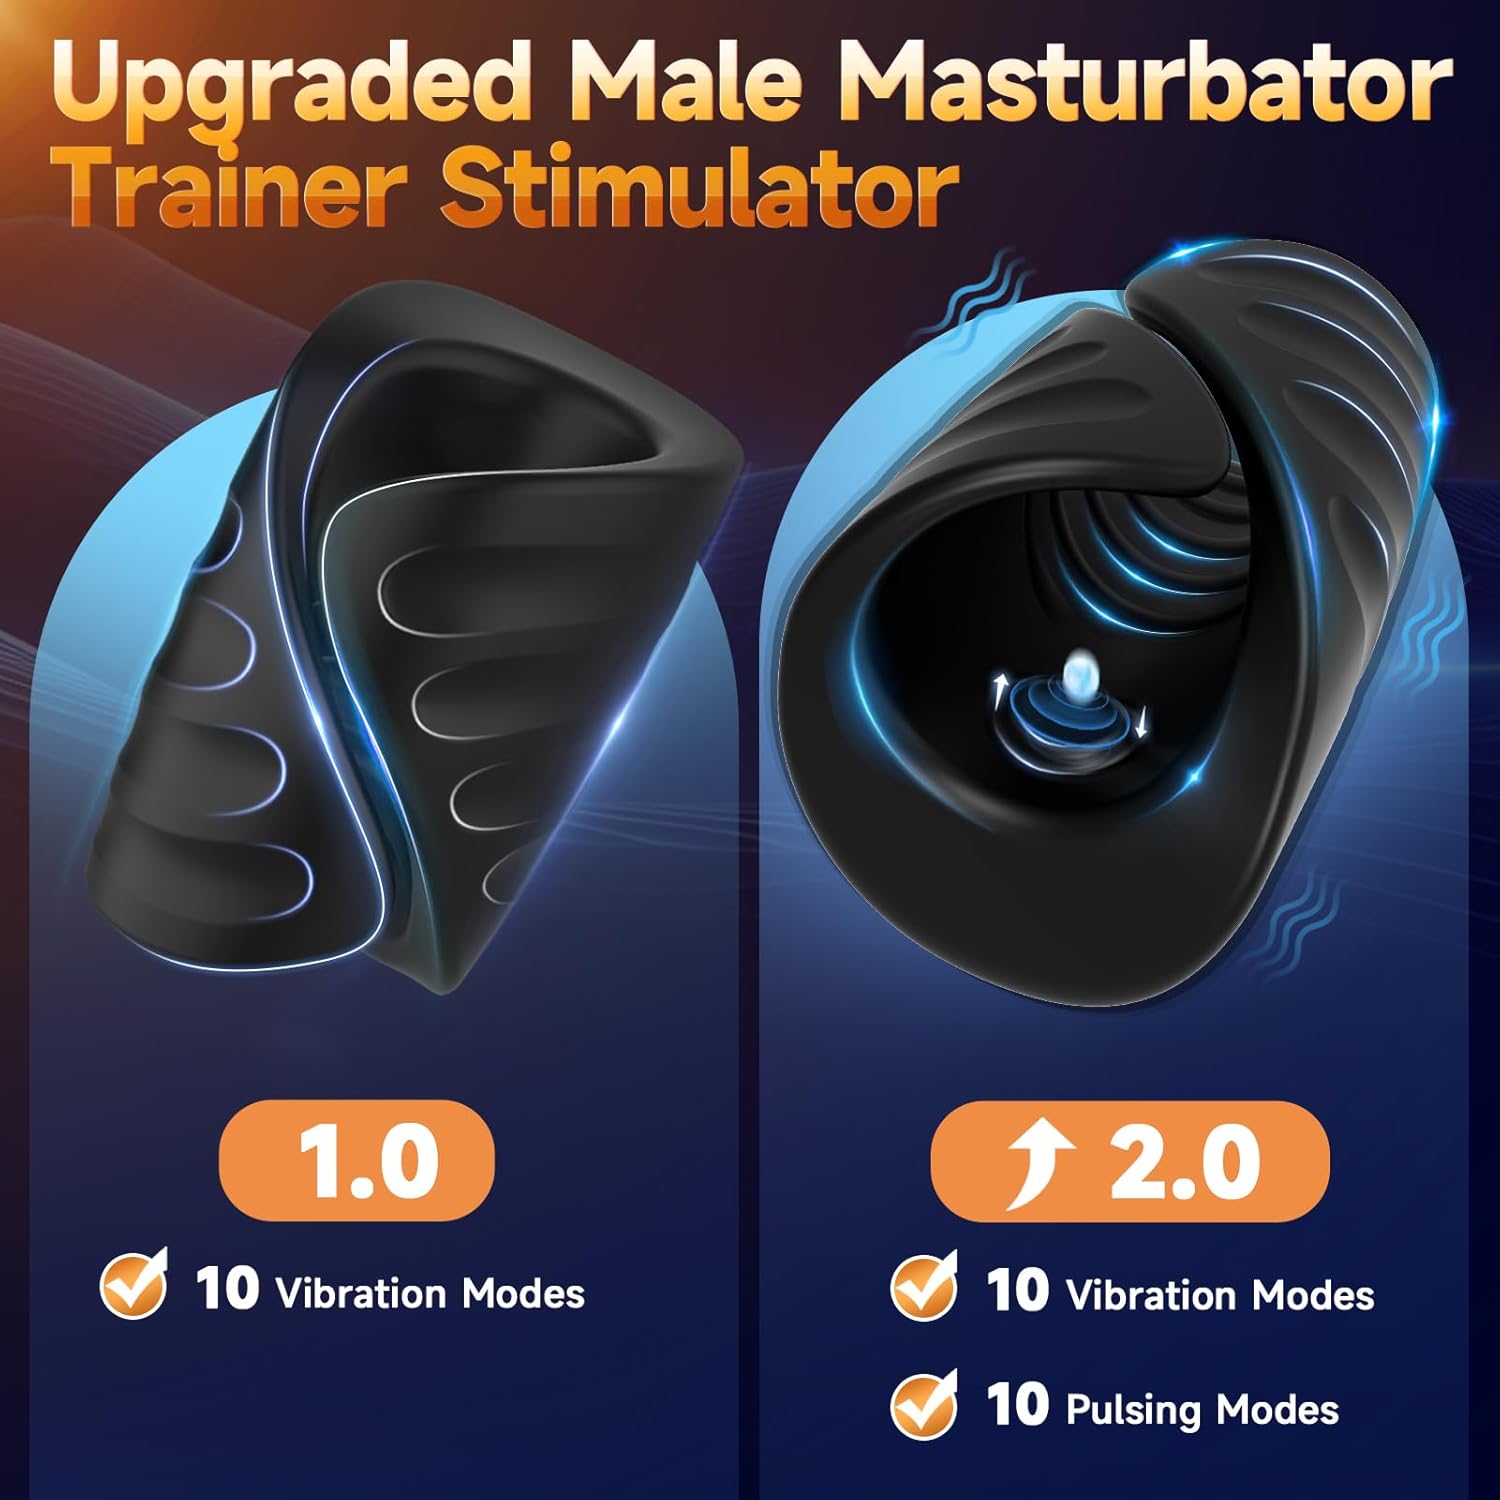 Upgraded Male Masturbator
Trainer Stimulator
1.0
10 Vibration Modes
2.0
10 Vibration Modes
10 Pulsing Modes